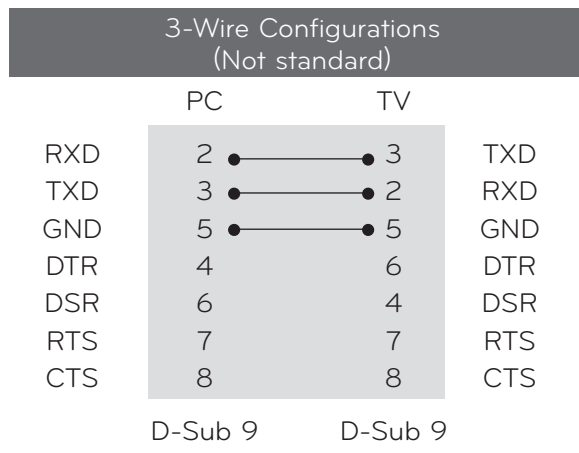 3-Wire Configurations
(Not standard)
PC TV
RXD 2 3 TXD
TXD 3 2 RXD
GND 5 5 GND
DTR 4 6 DTR
DSR 6 4 DSR
RTS 7 7 RTS
CTS 8 8 CTS
D-Sub 9 D-Sub 9